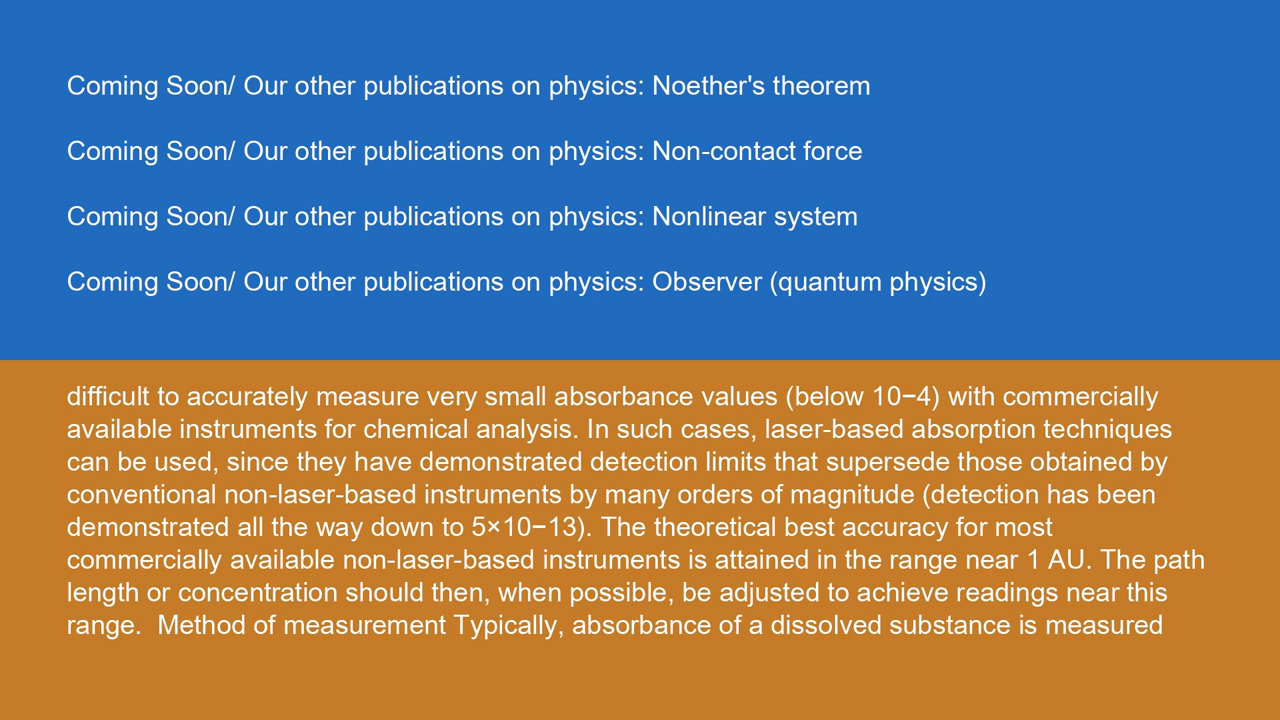 Coming Soon/ Our other publications on physics: Noether's theorem
Coming Soon/ Our other publications on physics: Non-contact force
Coming Soon/ Our other publications on physics: Nonlinear system
Coming Soon/ Our other publications on physics: Observer (quantum physics)
difficult to accurately measure very small absorbance values (below 10−4) with commercially
available instruments for chemical analysis. In such cases, laser-based absorption techniques
can be used, since they have demonstrated detection limits that supersede those obtained by
conventional non-laser-based instruments by many orders of magnitude (detection has been
demonstrated all the way down to 5×10−13). The theoretical best accuracy for most
commercially available non-laser-based instruments is attained in the range near 1 AU. The path
length or concentration should then, when possible, be adjusted to achieve readings near this
range.  Method of measurement Typically, absorbance of a dissolved substance is measured